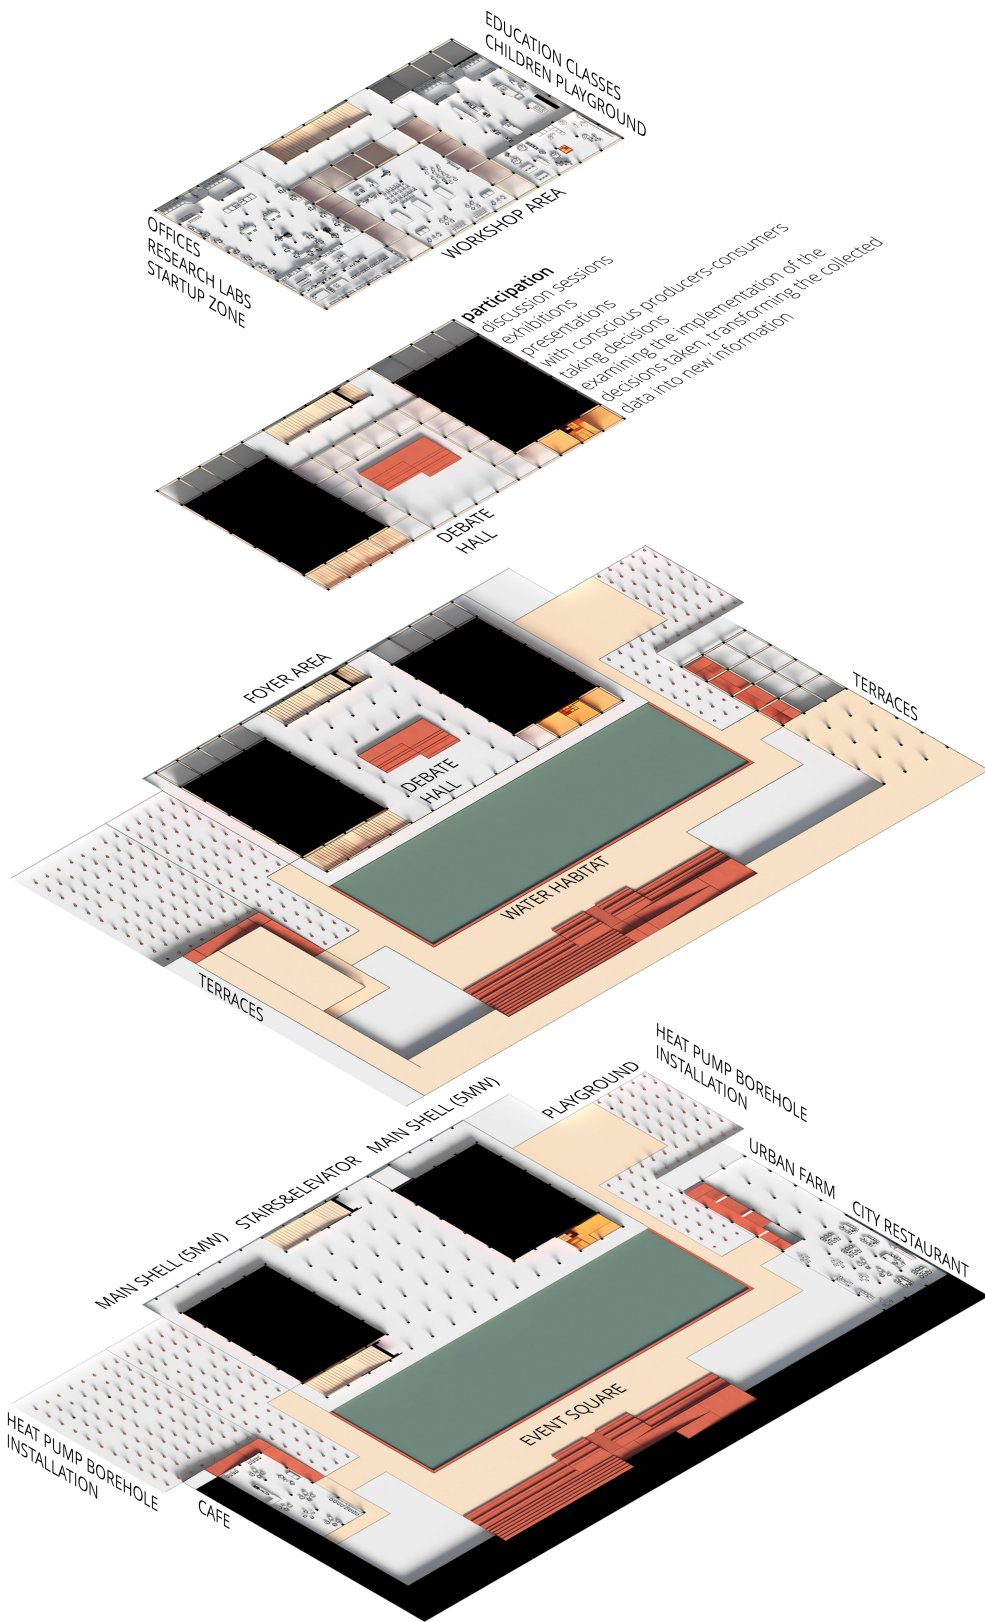 EDUCATION CLASSES
CHILDREN PLAYGROUND
OFFICES
RESEARCH LABS
STARTUP ZONE
WORKSHOP AREA
participation
discussion sessions
exhibitions
presentations
with conscious producers-consumers
taking decisions
examining the implementation of the
decisions taken, transforming the collected
data into new information
DEBATE
HALL
FOYER AREA
TERRACES
DEBATE
HALL
WATER HABITAT
TERRACES
HEAT PUMP BOREHOLE
INSTALLATION
PLAYGROUND
MAIN SHELL (5MW)
STAIRS&ELEVATOR
MAIN SHELL (5MW)
URBAN FARM
CITY RESTAURANT
EVENT SQUARE
HEAT PUMP BOREHOLE
INSTALLATION
CAFE